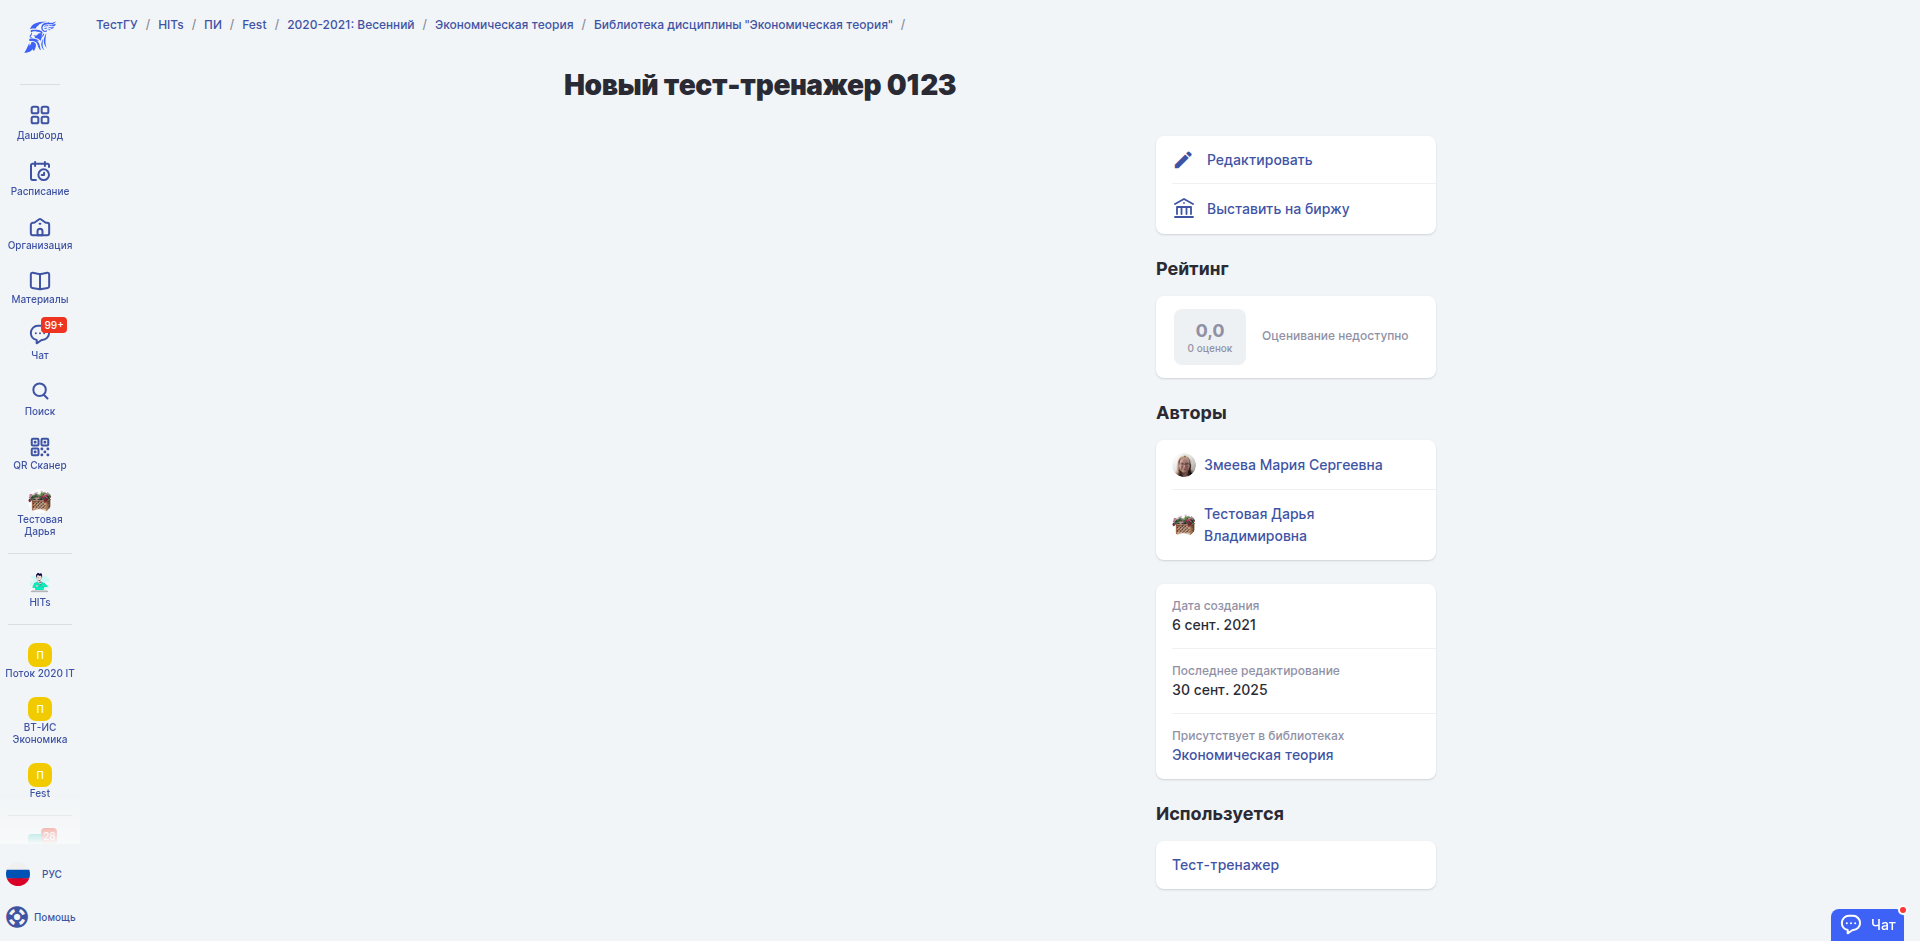 ТестГУ / HITs / ПИ / Fest / 2020-2021: Весенний / Экономическая теория / Библиотека дисциплины "Экономическая теория" /
Новый тест-тренажер 0123
Дашборд
Расписание
Организация
Материалы
99+
Чат
Поиск
QR Сканер
Тестовая
Дарья
HITs
П
Поток 2020 IT
П
ВТ-ИС
Экономика
П
Fest
28
РУС
Помощь
Редактировать
Выставить на биржу
Рейтинг
0,0
0 оценок
Оценивание недоступно
Авторы
Змеева Мария Сергеевна
Тестовая Дарья
Владимировна
Дата создания
6 сент. 2021
Последнее редактирование
30 сент. 2025
Присутствует в библиотеках
Экономическая теория
Используется
Тест-тренажер
Чат